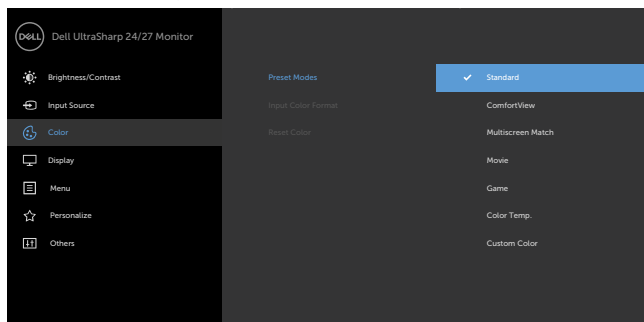 DELL Dell UltraSharp 24/27 Monitor
Brightness/Contrast
Input Source
Color
Display
Menu
Personalize
Others
Preset Modes
Input Color Format
Reset Color
Standard
ComfortView
Multiscreen Match
Movie
Game
Color Temp.
Custom Color